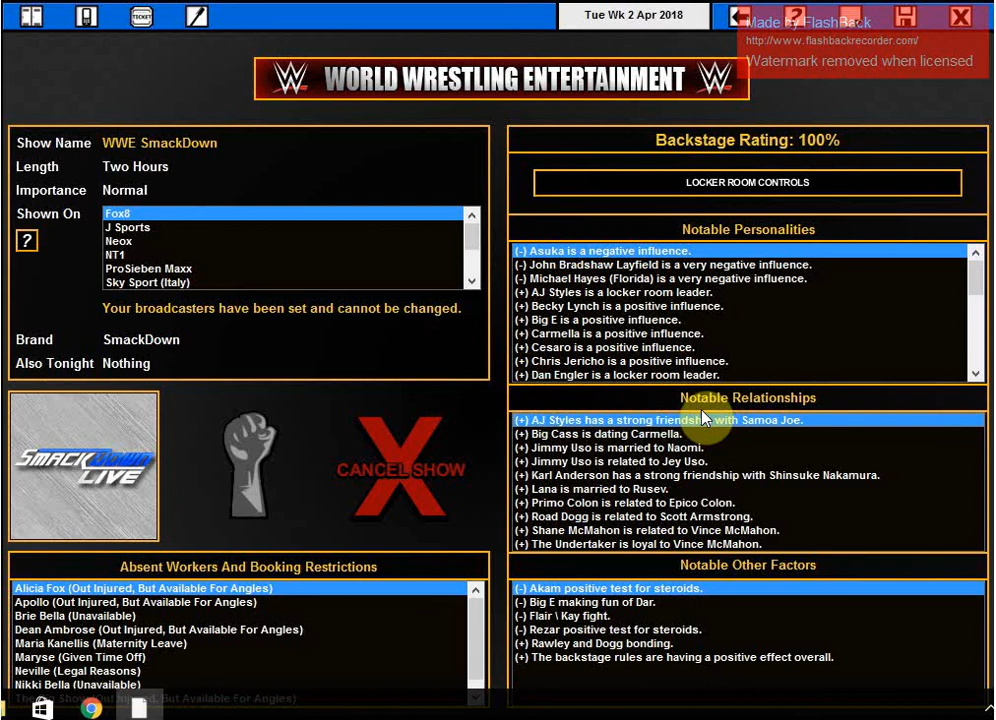 TICKET
Tue Wk 2 Apr 2018
Made by FlashBack
http://www.flashbackrecorder.com/
Watermark removed when licensed
WORLD WRESTLING ENTERTAINMENT
Show Name WWE SmackDown
Length Two Hours
Importance Normal
Shown On Fox8
J Sports
Neox
NT1
ProSieben Maxx
Sky Sport (Italy)
?
Your broadcasters have been set and cannot be changed.
Brand SmackDown
Also Tonight Nothing
SMACKDOWN
LIVE
CANCEL SHOW
Absent Workers And Booking Restrictions
Alicia Fox (Out Injured, But Available For Angles)
Apollo (Out Injured, But Available For Angles)
Brie Bella (Unavailable)
Dean Ambrose (Out Injured, But Available For Angles)
Maria Kanellis (Maternity Leave)
Maryse (Given Time Off)
Neville (Legal Reasons)
Nikki Bella (Unavailable)
Backstage Rating: 100%
LOCKER ROOM CONTROLS
Notable Personalities
(-) Asuka is a negative influence.
(-) John Bradshaw Layfield is a very negative influence.
(-) Michael Hayes (Florida) is a very negative influence.
(+) AJ Styles is a locker room leader.
(+) Becky Lynch is a positive influence.
(+) Big E is a positive influence.
(+) Carmella is a positive influence.
(+) Cesaro is a positive influence.
(+) Chris Jericho is a positive influence.
(+) Dan Engler is a locker room leader.
Notable Relationships
(+) AJ Styles has a strong friendship with Samoa Joe.
(+) Big Cass is dating Carmella.
(+) Jimmy Uso is married to Naomi.
(+) Jimmy Uso is related to Jey Uso.
(+) Karl Anderson has a strong friendship with Shinsuke Nakamura.
(+) Lana is married to Rusev.
(+) Primo Colon is related to Epico Colon.
(+) Road Dogg is related to Scott Armstrong.
(+) Shane McMahon is related to Vince McMahon.
(+) The Undertaker is loyal to Vince McMahon.
Notable Other Factors
(-) Akam positive test for steroids.
(-) Big E making fun of Dar.
(-) Flair \ Kay fight.
(-) Rezar positive test for steroids.
(+) Rawley and Dogg bonding.
(+) The backstage rules are having a positive effect overall.